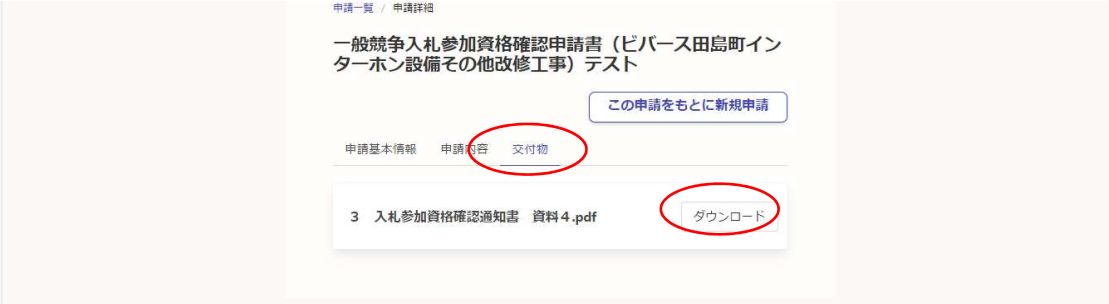 申請一覧 / 申請詳細
一般競争入札参加資格確認申請書（ビバース田島町イン
ターホン設備その他改修工事）テスト
この申請をもとに新規申請
申請基本情報 申請内容 交付物
3 入札参加資格確認通知書 資料４.pdf ダウンロード